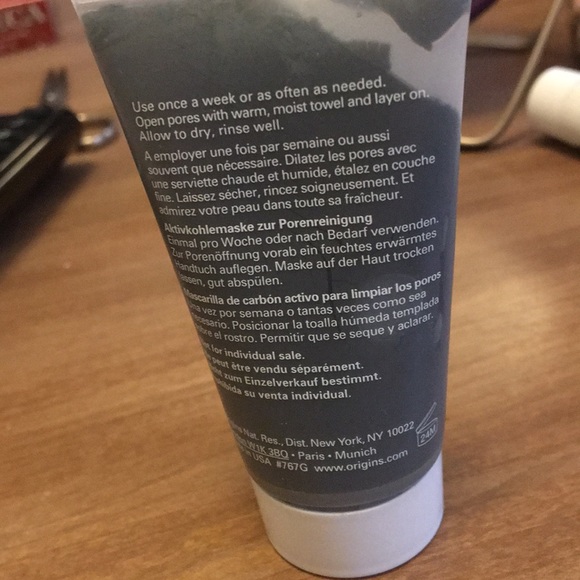 Use once a week or as often as needed.
Open pores with warm, moist towel and layer on.
Allow to dry, rinse well.
A employer une fois par semaine ou aussi
souvent que nécessaire. Dilatez les pores avec
une serviette chaude et humide, étalez en couche
fine. Laissez sécher, rincez soigneusement. Et
admirez votre peau dans toute sa fraîcheur.
Aktivkohlemaske zur Porenreinigung
Einmal pro Woche oder nach Bedarf verwenden.
Zur Porenöffnung vorab ein feuchtes erwärmtes
Handtuch auflegen. Maske auf der Haut trocken
lassen, gut abspülen.
Mascarilla de carbón activo para limpiar los poros
vez por semana o tantas veces como sea
necesario. Posicionar la toalla húmeda templada
sobre el rostro. Permitir que se seque y aclarar.
for individual sale.
peut être vendu séparément.
zum Einzelverkauf bestimmt.
su venta individual.
Nat. Res., Dist. New York, NY 10022
W1K 3BQ • Paris • Munich
USA #767G www.origins.com
24M